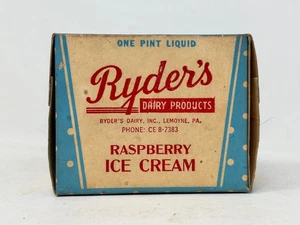 ONE PINT LIQUID
Ryder's
DAIRY PRODUCTS
RYDER'S DAIRY, INC., LEMOYNE, PA.
PHONE: CE 8-7383
RASPBERRY
ICE CREAM